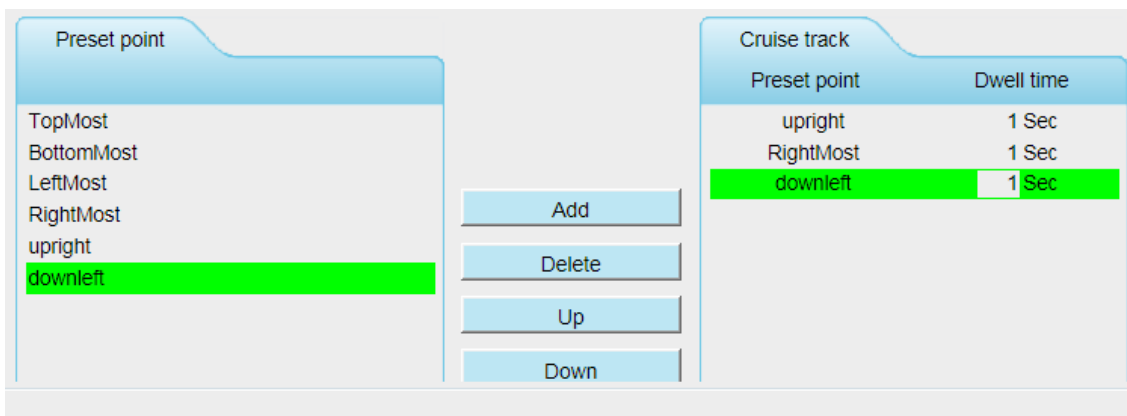 Preset point
TopMost
BottomMost
LeftMost
RightMost
upright
downleft
Add
Delete
Up
Down
Cruise track
Preset point Dwell time
upright 1 Sec
RightMost 1 Sec
downleft 1 Sec